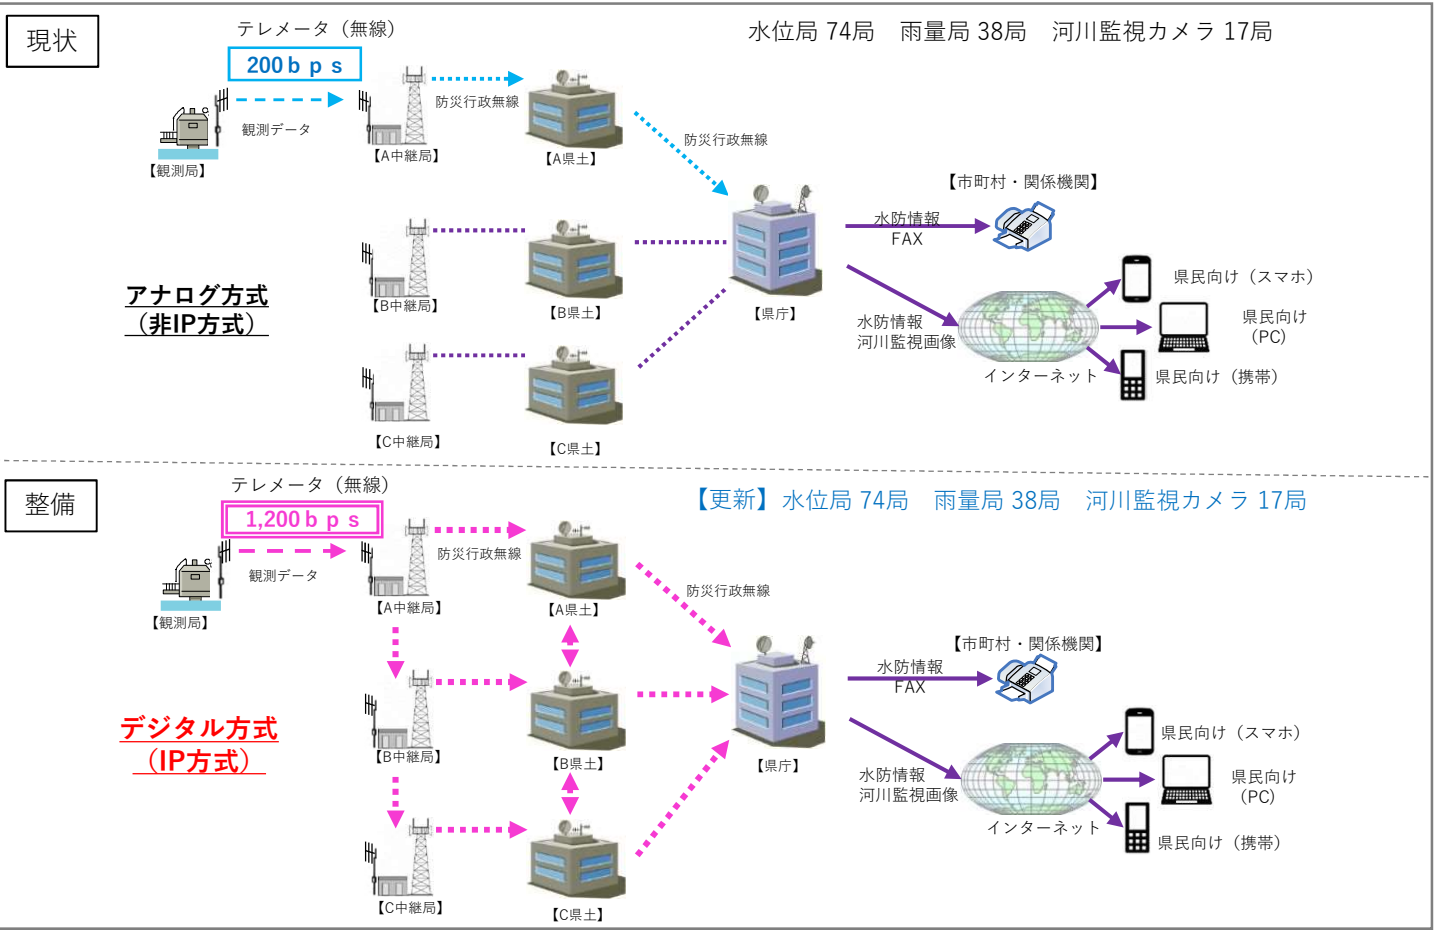 現状
テレメータ（無線）
200ｂｐｓ
水位局 74局　雨量局 38局　河川監視カメラ 17局
観測データ
【観測局】
【A中継局】
防災行政無線
【A県土】
防災行政無線
【市町村・関係機関】
水防情報
FAX
アナログ方式
（非IP方式）
【B中継局】
【B県土】
【県庁】
水防情報
河川監視画像
インターネット
県民向け（スマホ）
県民向け
(PC)
県民向け（携帯）
【C中継局】
【C県土】
整備
テレメータ（無線）
1,200ｂｐｓ
【更新】水位局 74局　雨量局 38局　河川監視カメラ 17局
観測データ
【観測局】
【A中継局】
防災行政無線
【A県土】
防災行政無線
【市町村・関係機関】
水防情報
FAX
デジタル方式
（IP方式）
【B中継局】
【B県土】
【県庁】
水防情報
河川監視画像
インターネット
県民向け（スマホ）
県民向け
(PC)
県民向け（携帯）
【C中継局】
【C県土】